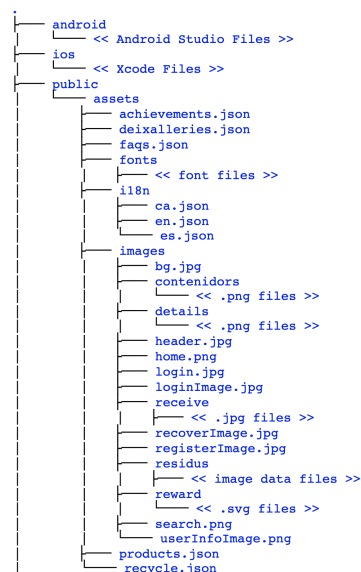 .
android
<< Android Studio Files >>
ios
<< Xcode Files >>
public
assets
achievements.json
deixalleries.json
faqs.json
fonts
<< font files >>
i18n
ca.json
en.json
es.json
images
bg.jpg
contenidors
<< .png files >>
details
<< .png files >>
header.jpg
home.png
login.jpg
loginImage.jpg
receive
<< .jpg files >>
recoverImage.jpg
registerImage.jpg
residus
<< image data files >>
reward
<< .svg files >>
search.png
userInfoImage.png
products.json
recycle.json